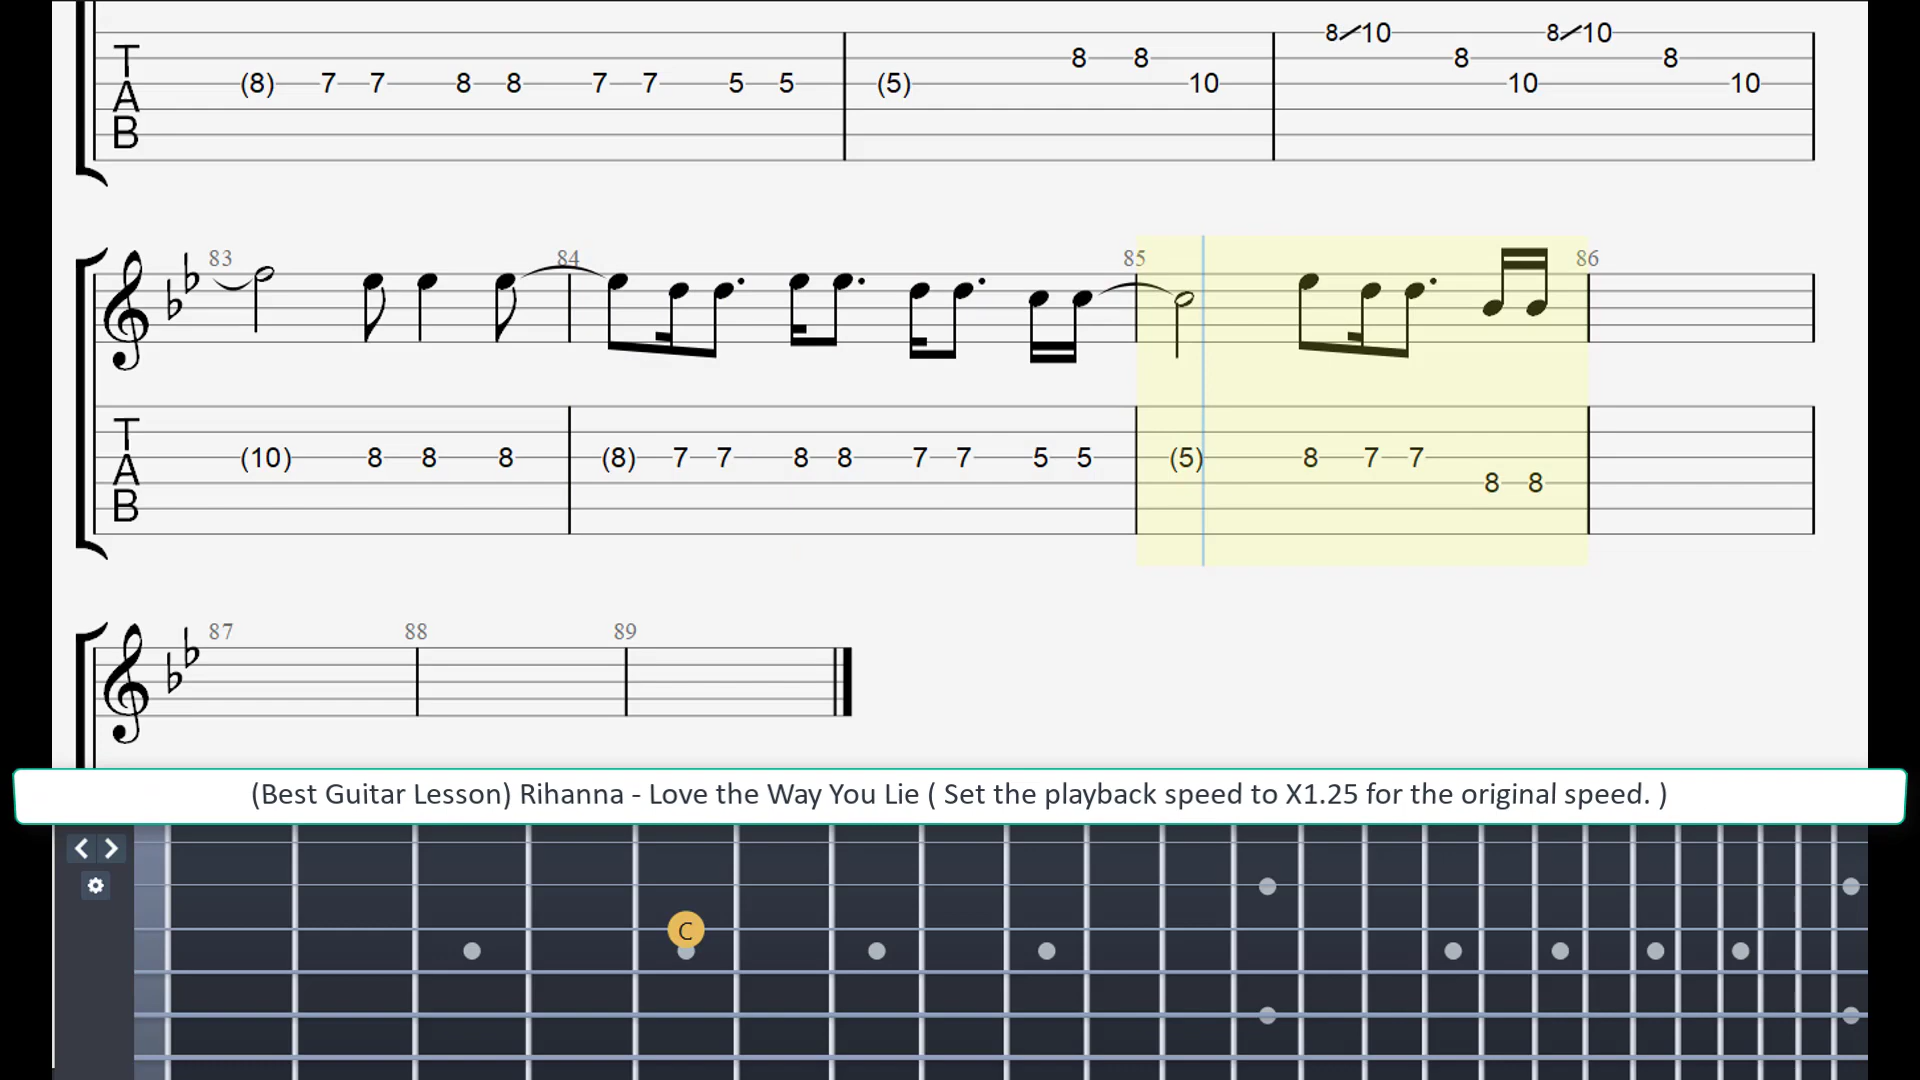 8 10 8 10
T 8 8 8 8
A (8) 7 7 8 8 7 7 5 5 (5) 10 10 10
B
83 84 85 86
T
A (10) 8 8 8 (8) 7 7 8 8 7 7 5 5 (5) 8 7 7
8 8
B
87 88 89
(Best Guitar Lesson) Rihanna - Love the Way You Lie ( Set the playback speed to X1.25 for the original speed. )
C